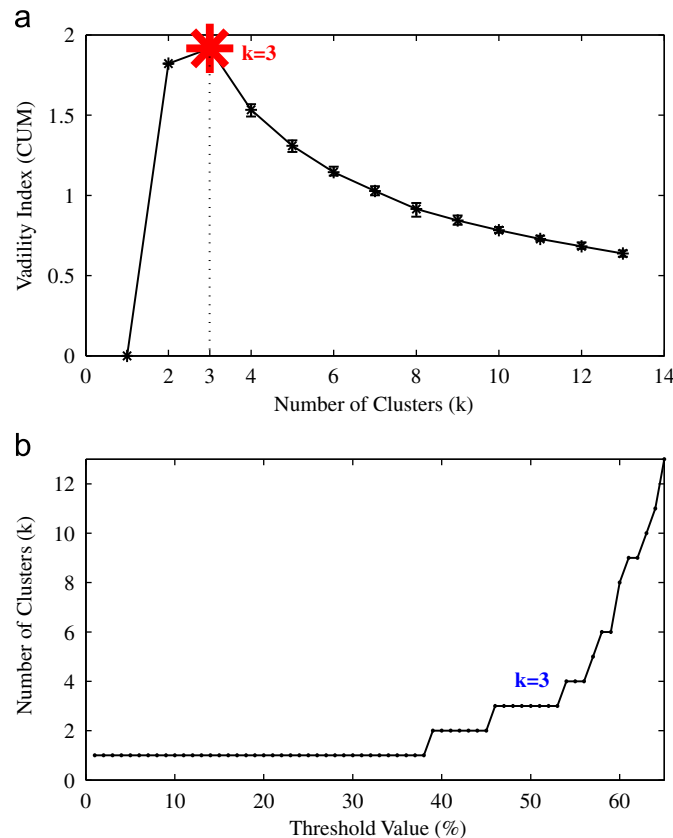 a
2
1.5
1
0.5
0
Vadility Index (CUM)
k=3
0 2 3 4 6 8 10 12 14
Number of Clusters (k)
b
12
10
8
6
4
2
0
Number of Clusters (k)
k=3
0 10 20 30 40 50 60
Threshold Value (%)